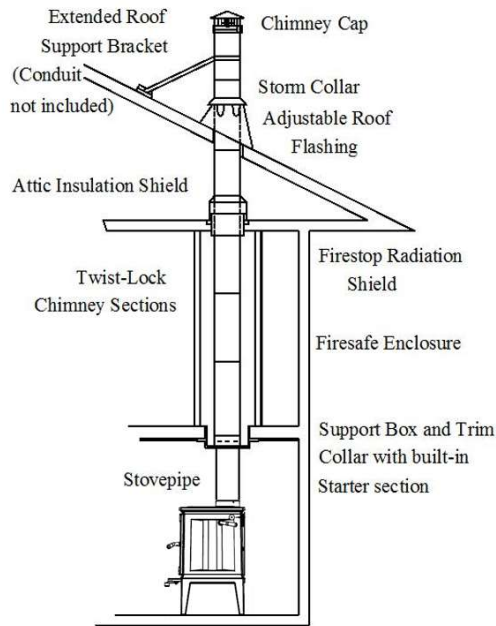 Extended Roof
Support Bracket
(Conduit
not included)
Chimney Cap
Storm Collar
Adjustable Roof
Flashing
Attic Insulation Shield
Firestop Radiation
Shield
Twist-Lock
Chimney Sections
Firesafe Enclosure
Support Box and Trim
Collar with built-in
Starter section
Stovepipe